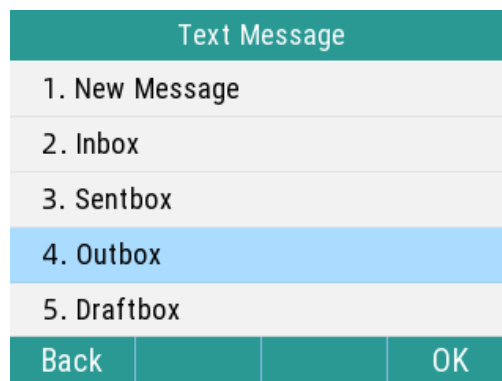 Text Message
1. New Message
2. Inbox
3. Sentbox
4. Outbox
5. Draftbox
Back OK